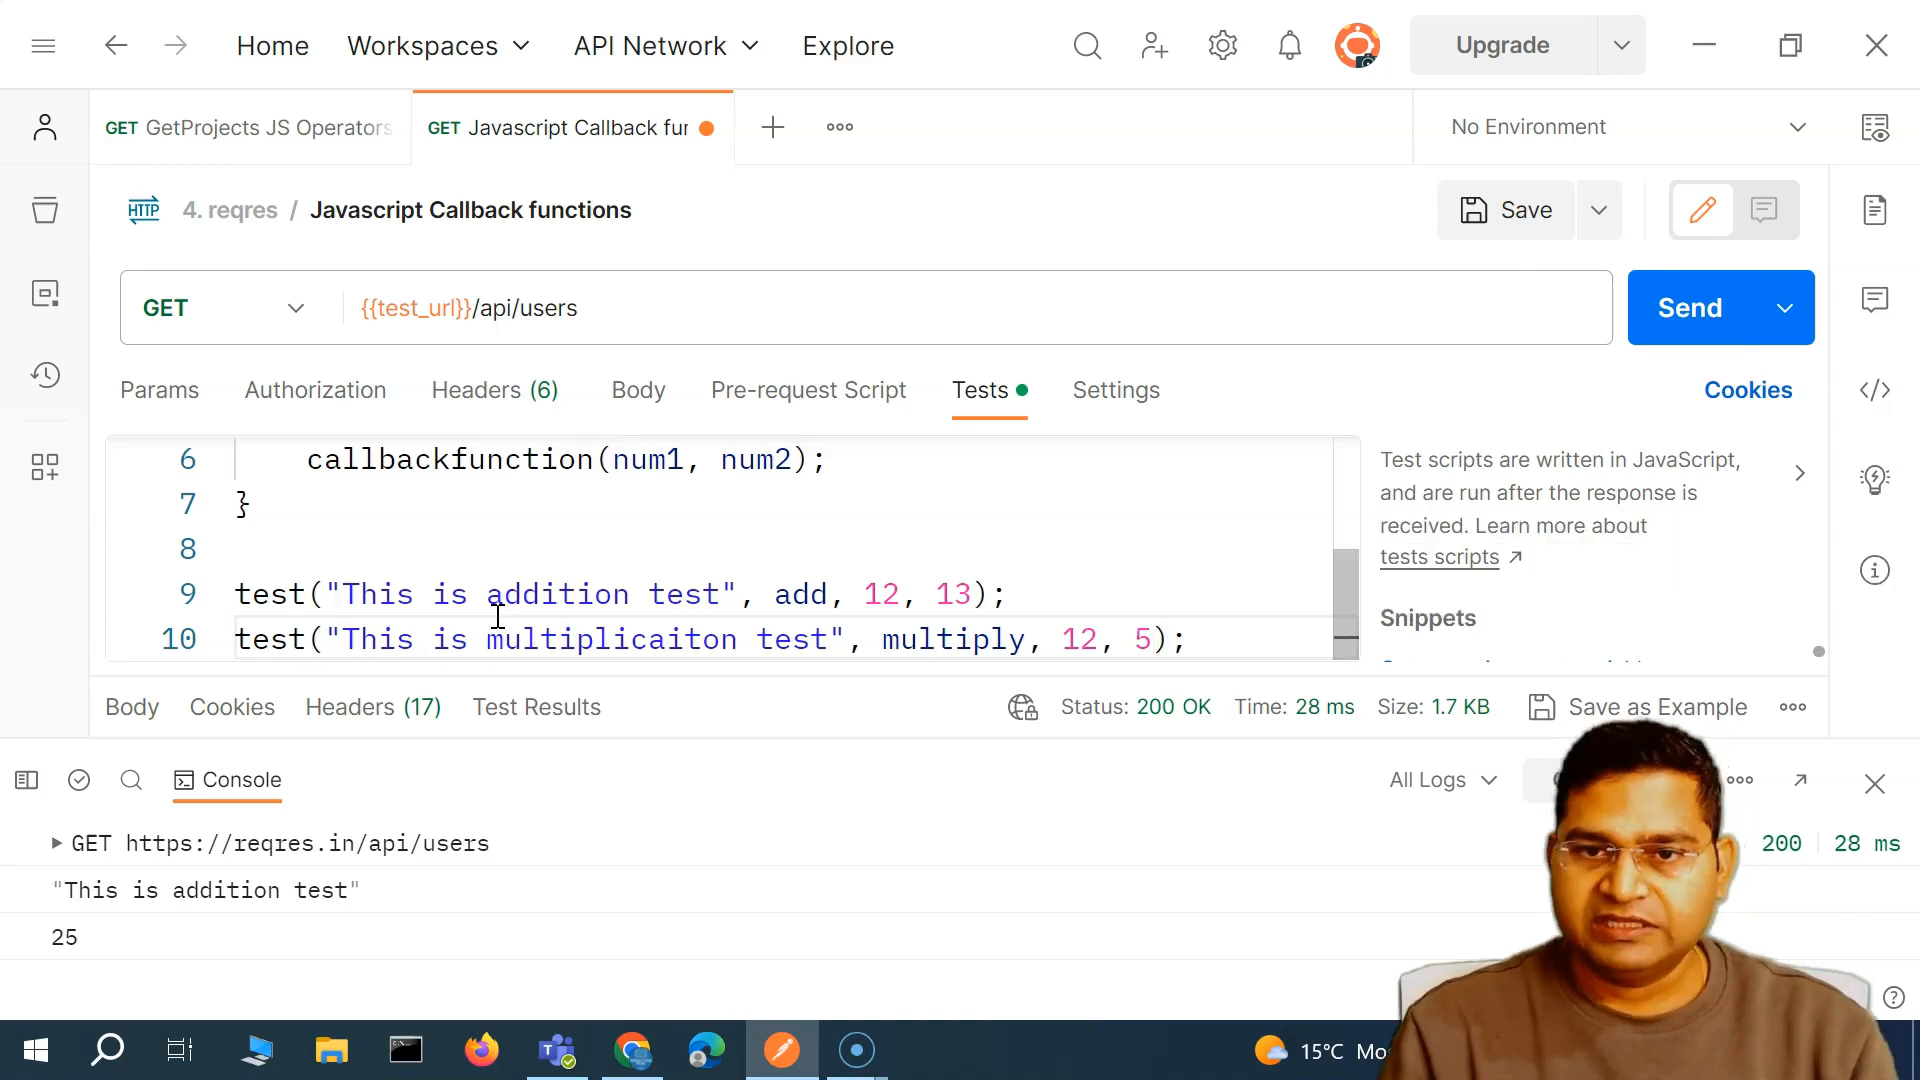 Home Workspaces API Network Explore Upgrade
GET GetProjects JS Operators GET Javascript Callback fur No Environment
HTTP 4. reqres / Javascript Callback functions Save
GET {{test_url}}/api/users Send
Params Authorization Headers (6) Body Pre-request Script Tests Settings Cookies
6 callbackfunction(num1, num2);
7 }
8
9 test("This is addition test", add, 12, 13);
10 test("This is multiplicaiton test", multiply, 12, 5);
Test scripts are written in JavaScript,
and are run after the response is
received. Learn more about
tests scripts
Snippets
Body Cookies Headers (17) Test Results Status: 200 OK Time: 28 ms Size: 1.7 KB Save as Example
Console All Logs
GET https://reqres.in/api/users 200 28 ms
"This is addition test"
25
15°C